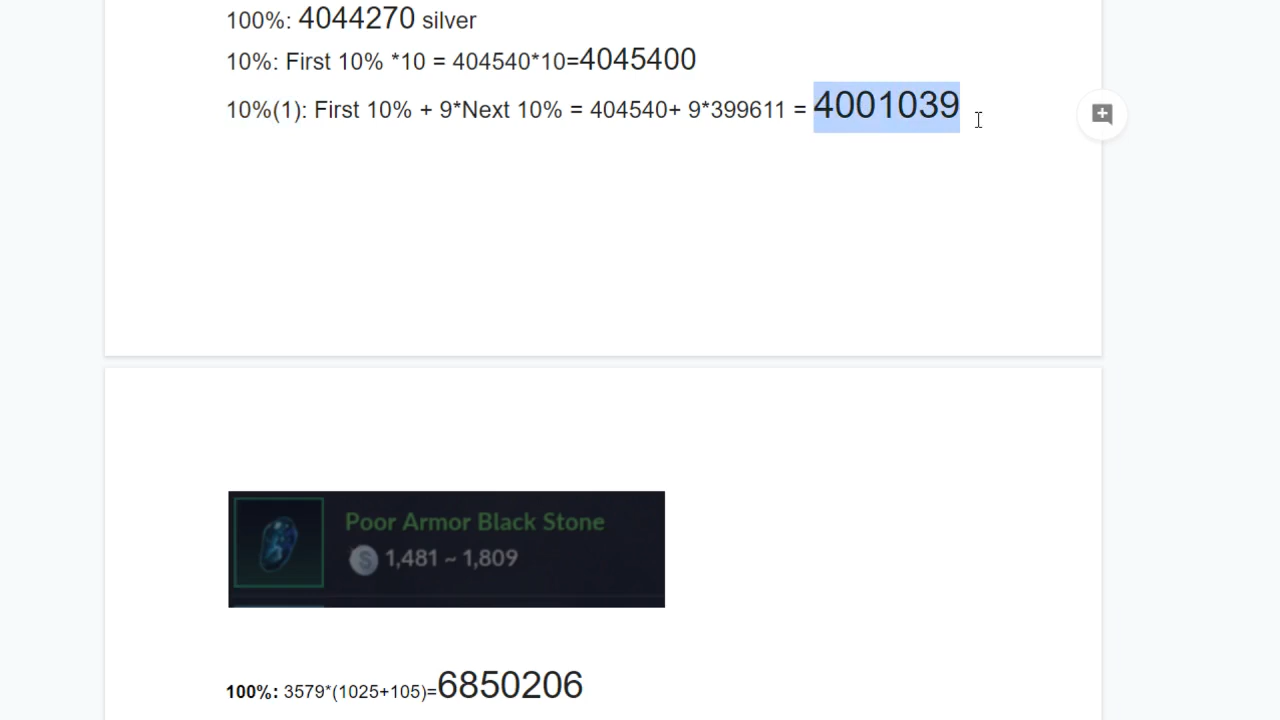 100%: 4044270 silver
10%: First 10% *10 = 404540*10=4045400
10%(1): First 10% + 9*Next 10% = 404540+ 9*399611 = 4001039
Poor Armor Black Stone
1,481 ~ 1,809
100%: 3579*(1025+105)=6850206